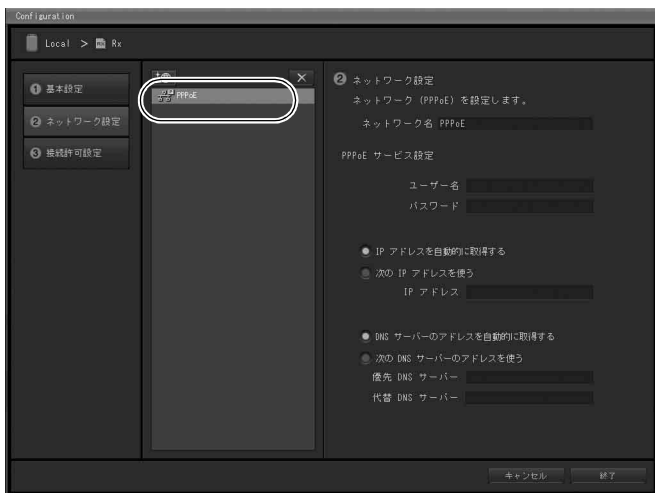 Configuration
Local > Rx
1 基本設定
2 ネットワーク設定
3 接続許可設定
PPPoE
2 ネットワーク設定
ネットワーク (PPPoE) を設定します。
ネットワーク名 PPPoE
PPPoE サービス設定
ユーザー名
パスワード
IP アドレスを自動的に取得する
次の IP アドレスを使う
IP アドレス
DNS サーバーのアドレスを自動的に取得する
次の DNS サーバーのアドレスを使う
優先 DNS サーバー
代替 DNS サーバー
キャンセル
終了